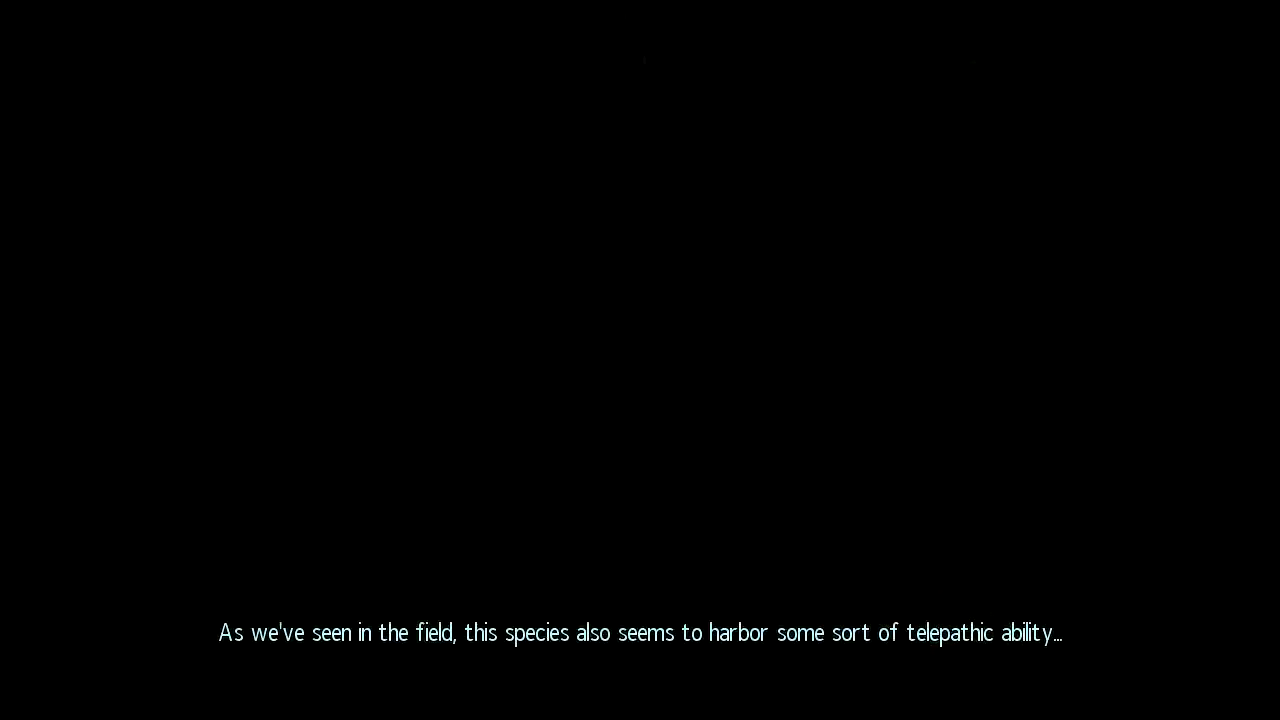 As we've seen in the field, this species also seems to harbor some sort of telepathic ability…